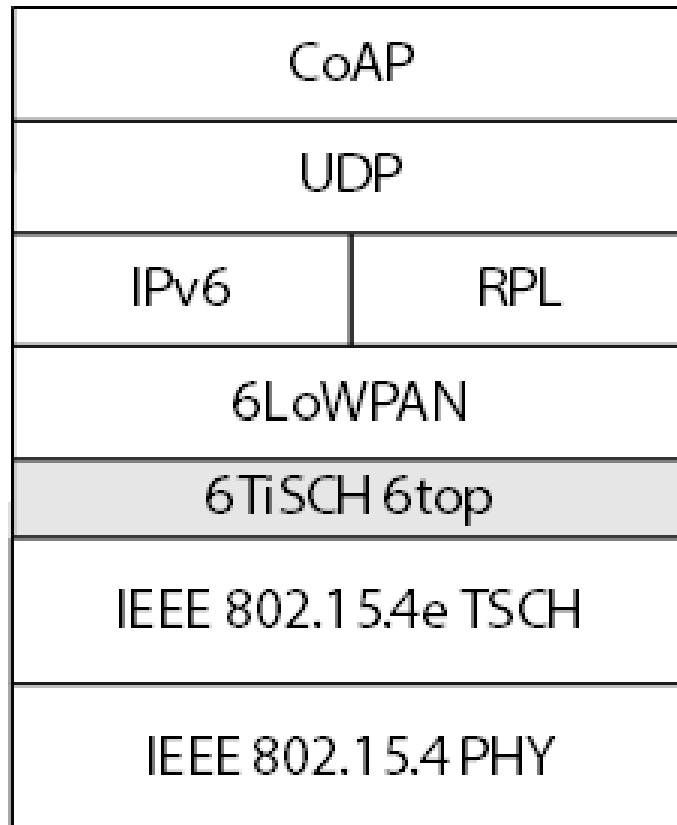 CoAP
UDP
IPv6 RPL
6LoWPAN
6TiSCH 6top
IEEE 802.15.4e TSCH
IEEE 802.15.4 PHY